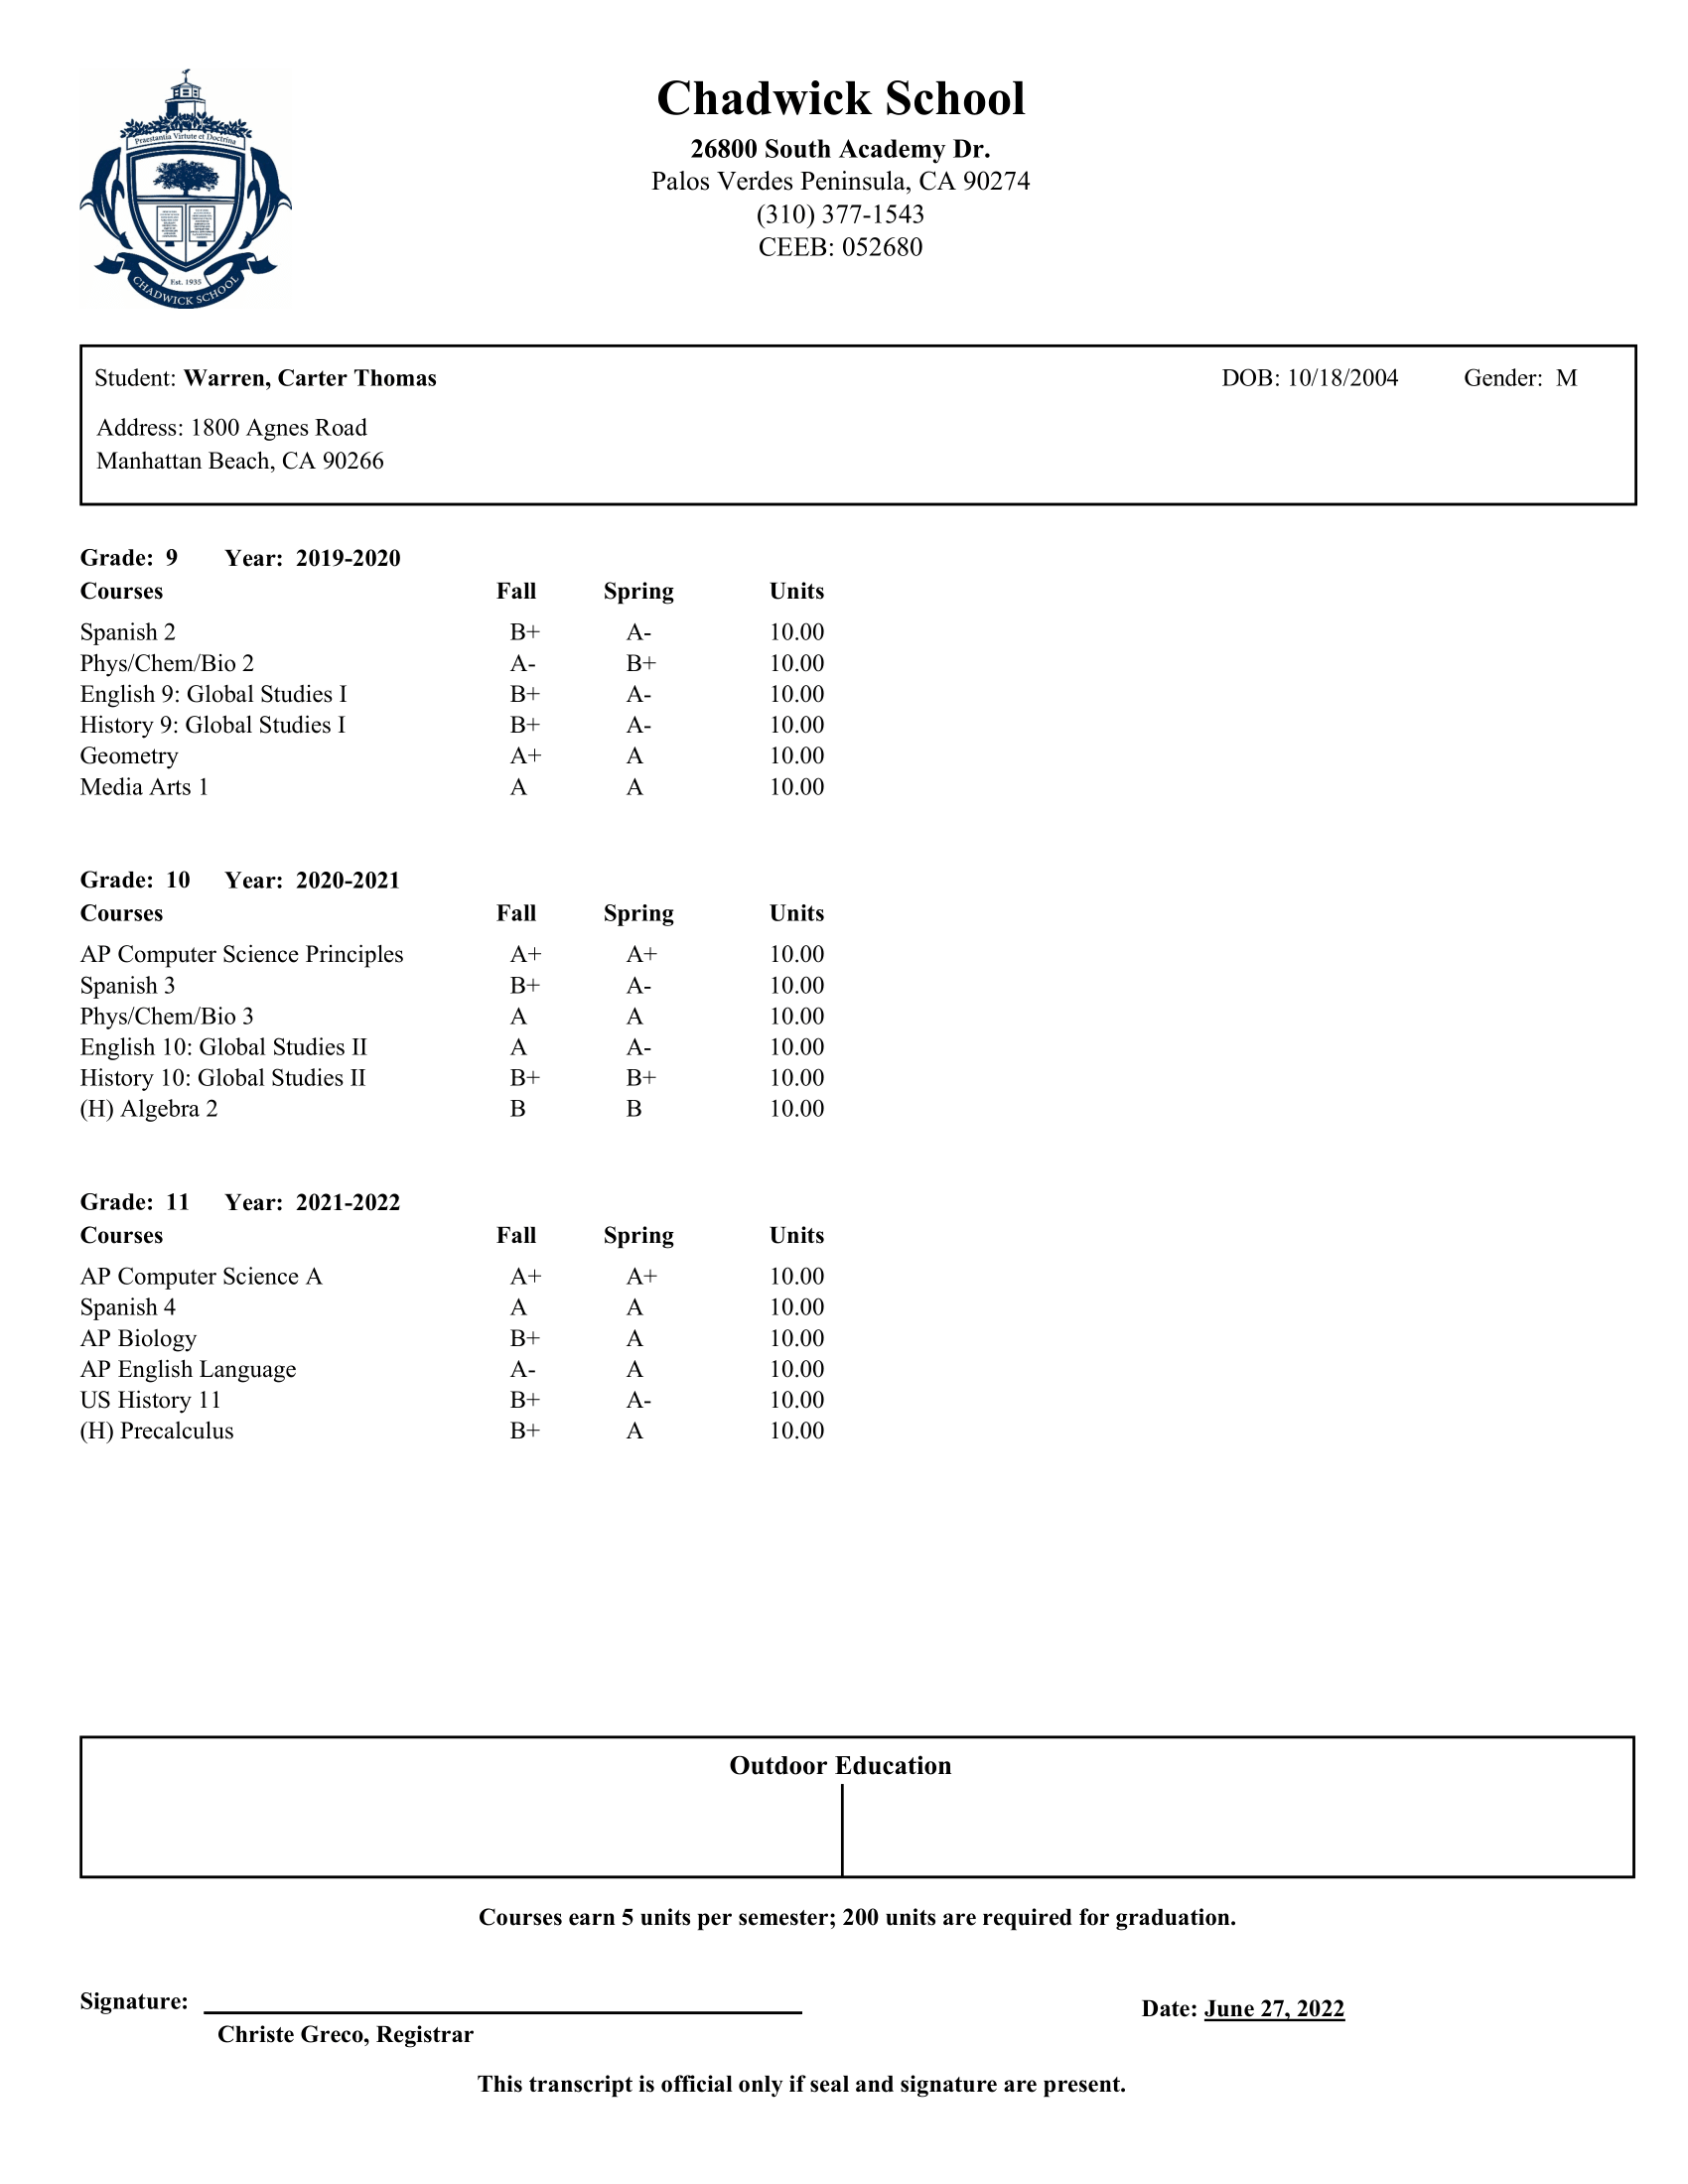 Praestantia Virtute et Doctrina
Est. 1935
CHADWICK SCHOOL
Chadwick School
26800 South Academy Dr.
Palos Verdes Peninsula, CA 90274
(310) 377-1543
CEEB: 052680
Student: Warren, Carter Thomas DOB: 10/18/2004 Gender: M
Address: 1800 Agnes Road
Manhattan Beach, CA 90266
Grade: 9 Year: 2019-2020
Courses Fall Spring Units
Spanish 2 B+ A- 10.00
Phys/Chem/Bio 2 A- B+ 10.00
English 9: Global Studies I B+ A- 10.00
History 9: Global Studies I B+ A- 10.00
Geometry A+ A 10.00
Media Arts 1 A A 10.00
Grade: 10 Year: 2020-2021
Courses Fall Spring Units
AP Computer Science Principles A+ A+ 10.00
Spanish 3 B+ A- 10.00
Phys/Chem/Bio 3 A A 10.00
English 10: Global Studies II A A- 10.00
History 10: Global Studies II B+ B+ 10.00
(H) Algebra 2 B B 10.00
Grade: 11 Year: 2021-2022
Courses Fall Spring Units
AP Computer Science A A+ A+ 10.00
Spanish 4 A A 10.00
AP Biology B+ A 10.00
AP English Language A- A 10.00
US History 11 B+ A- 10.00
(H) Precalculus B+ A 10.00
Outdoor Education
Courses earn 5 units per semester; 200 units are required for graduation.
Signature: Date: June 27, 2022
Christe Greco, Registrar
This transcript is official only if seal and signature are present.